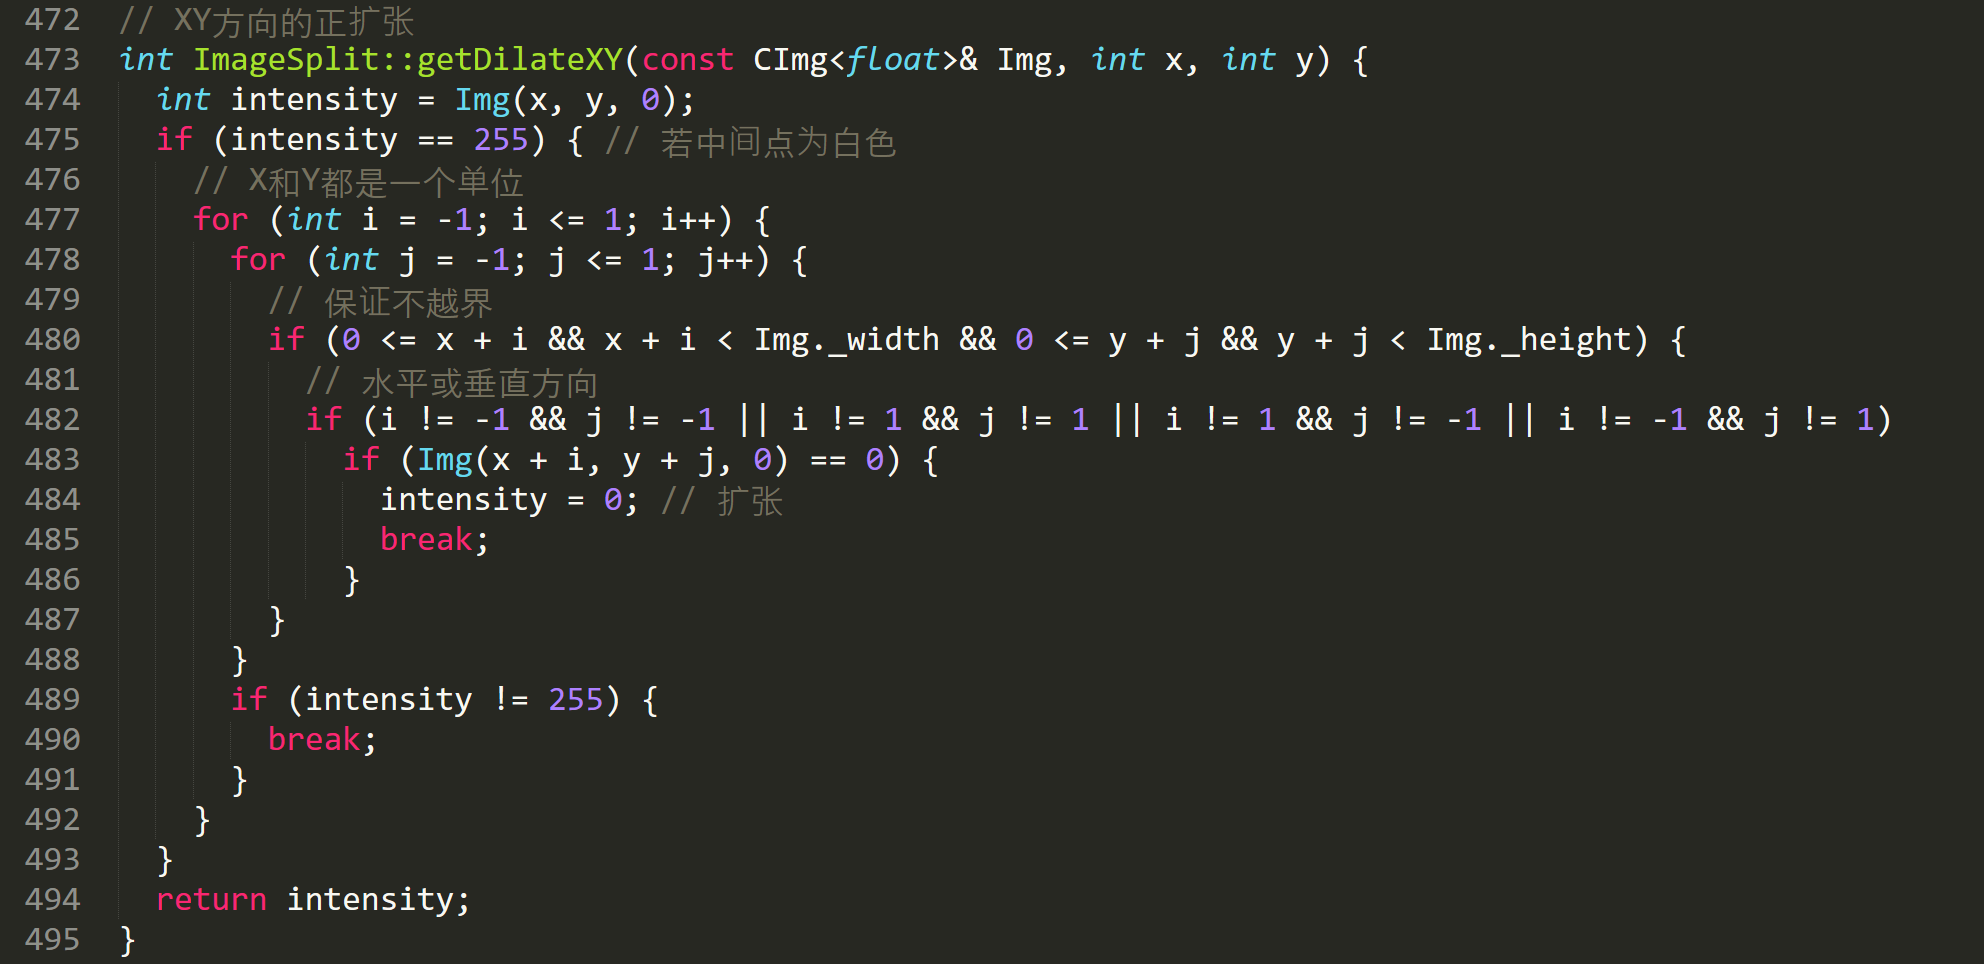 472 // XY方向的正扩张
473 int ImageSplit::getDilateXY(const CImg<float>& Img, int x, int y) {
474 int intensity = Img(x, y, 0);
475 if (intensity == 255) { // 若中间点为白色
476 // X和Y都是一个单位
477 for (int i = -1; i <= 1; i++) {
478 for (int j = -1; j <= 1; j++) {
479 // 保证不越界
480 if (0 <= x + i && x + i < Img._width && 0 <= y + j && y + j < Img._height) {
481 // 水平或垂直方向
482 if (i != -1 && j != -1 || i != 1 && j != 1 || i != 1 && j != -1 || i != -1 && j != 1)
483 if (Img(x + i, y + j, 0) == 0) {
484 intensity = 0; // 扩张
485 break;
486 }
487 }
488 }
489 if (intensity != 255) {
490 break;
491 }
492 }
493 }
494 return intensity;
495 }